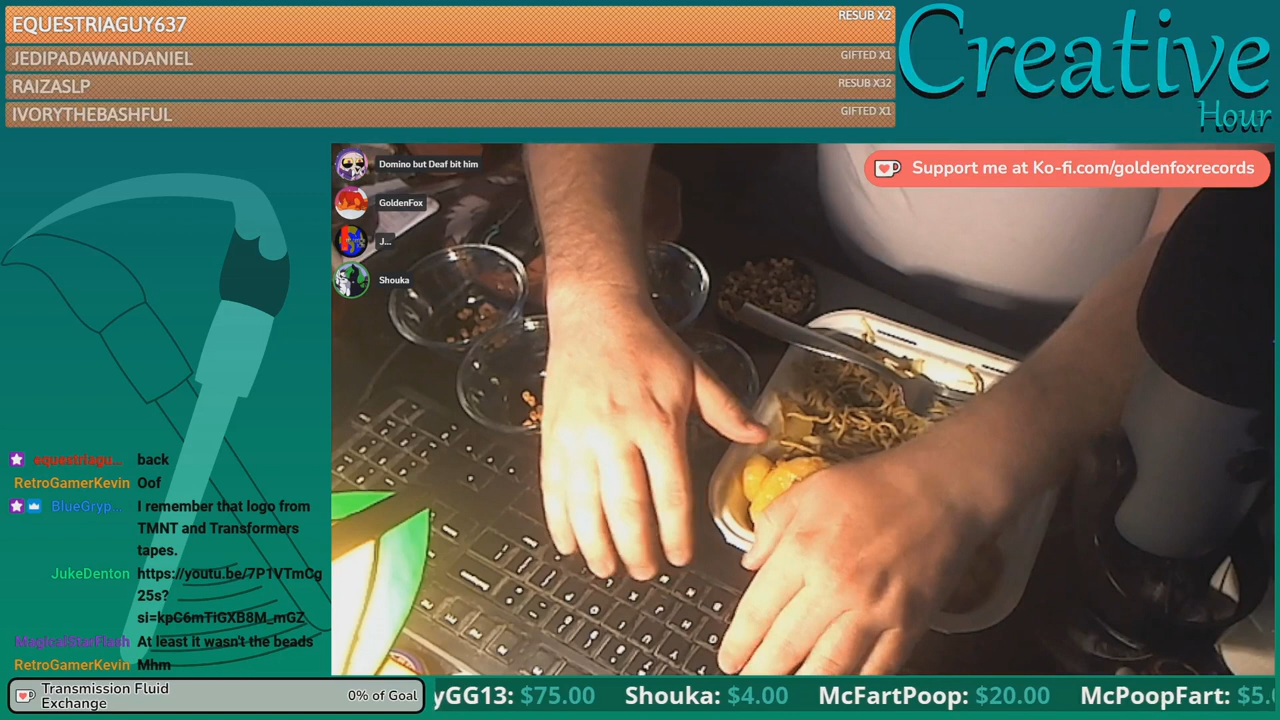 EQUESTRIAGUY637
RESUB X2
JEDIPADAWANDANIEL
GIFTED X1
RAIZASLP
RESUB X32
IVORYTHEBASHFUL
GIFTED X1
Creative
Hour
Domino but Deaf bit him
GoldenFox
J...
Shouka
Support me at Ko-fi.com/goldenfoxrecords
equestriagu... back
RetroGamerKevin Oof
BlueGryp... I remember that logo from
TMNT and Transformers
tapes.
JukeDenton https://youtu.be/7P1VTmCg
25s?
si=kpC6mTiGXB8M_mGZ
MagicalStarFlash At least it wasn't the beads
RetroGamerKevin Mhm
Transmission Fluid
Exchange
0% of Goal
yGG13: $75.00 Shouka: $4.00 McFartPoop: $20.00 McPoopFart: $5.